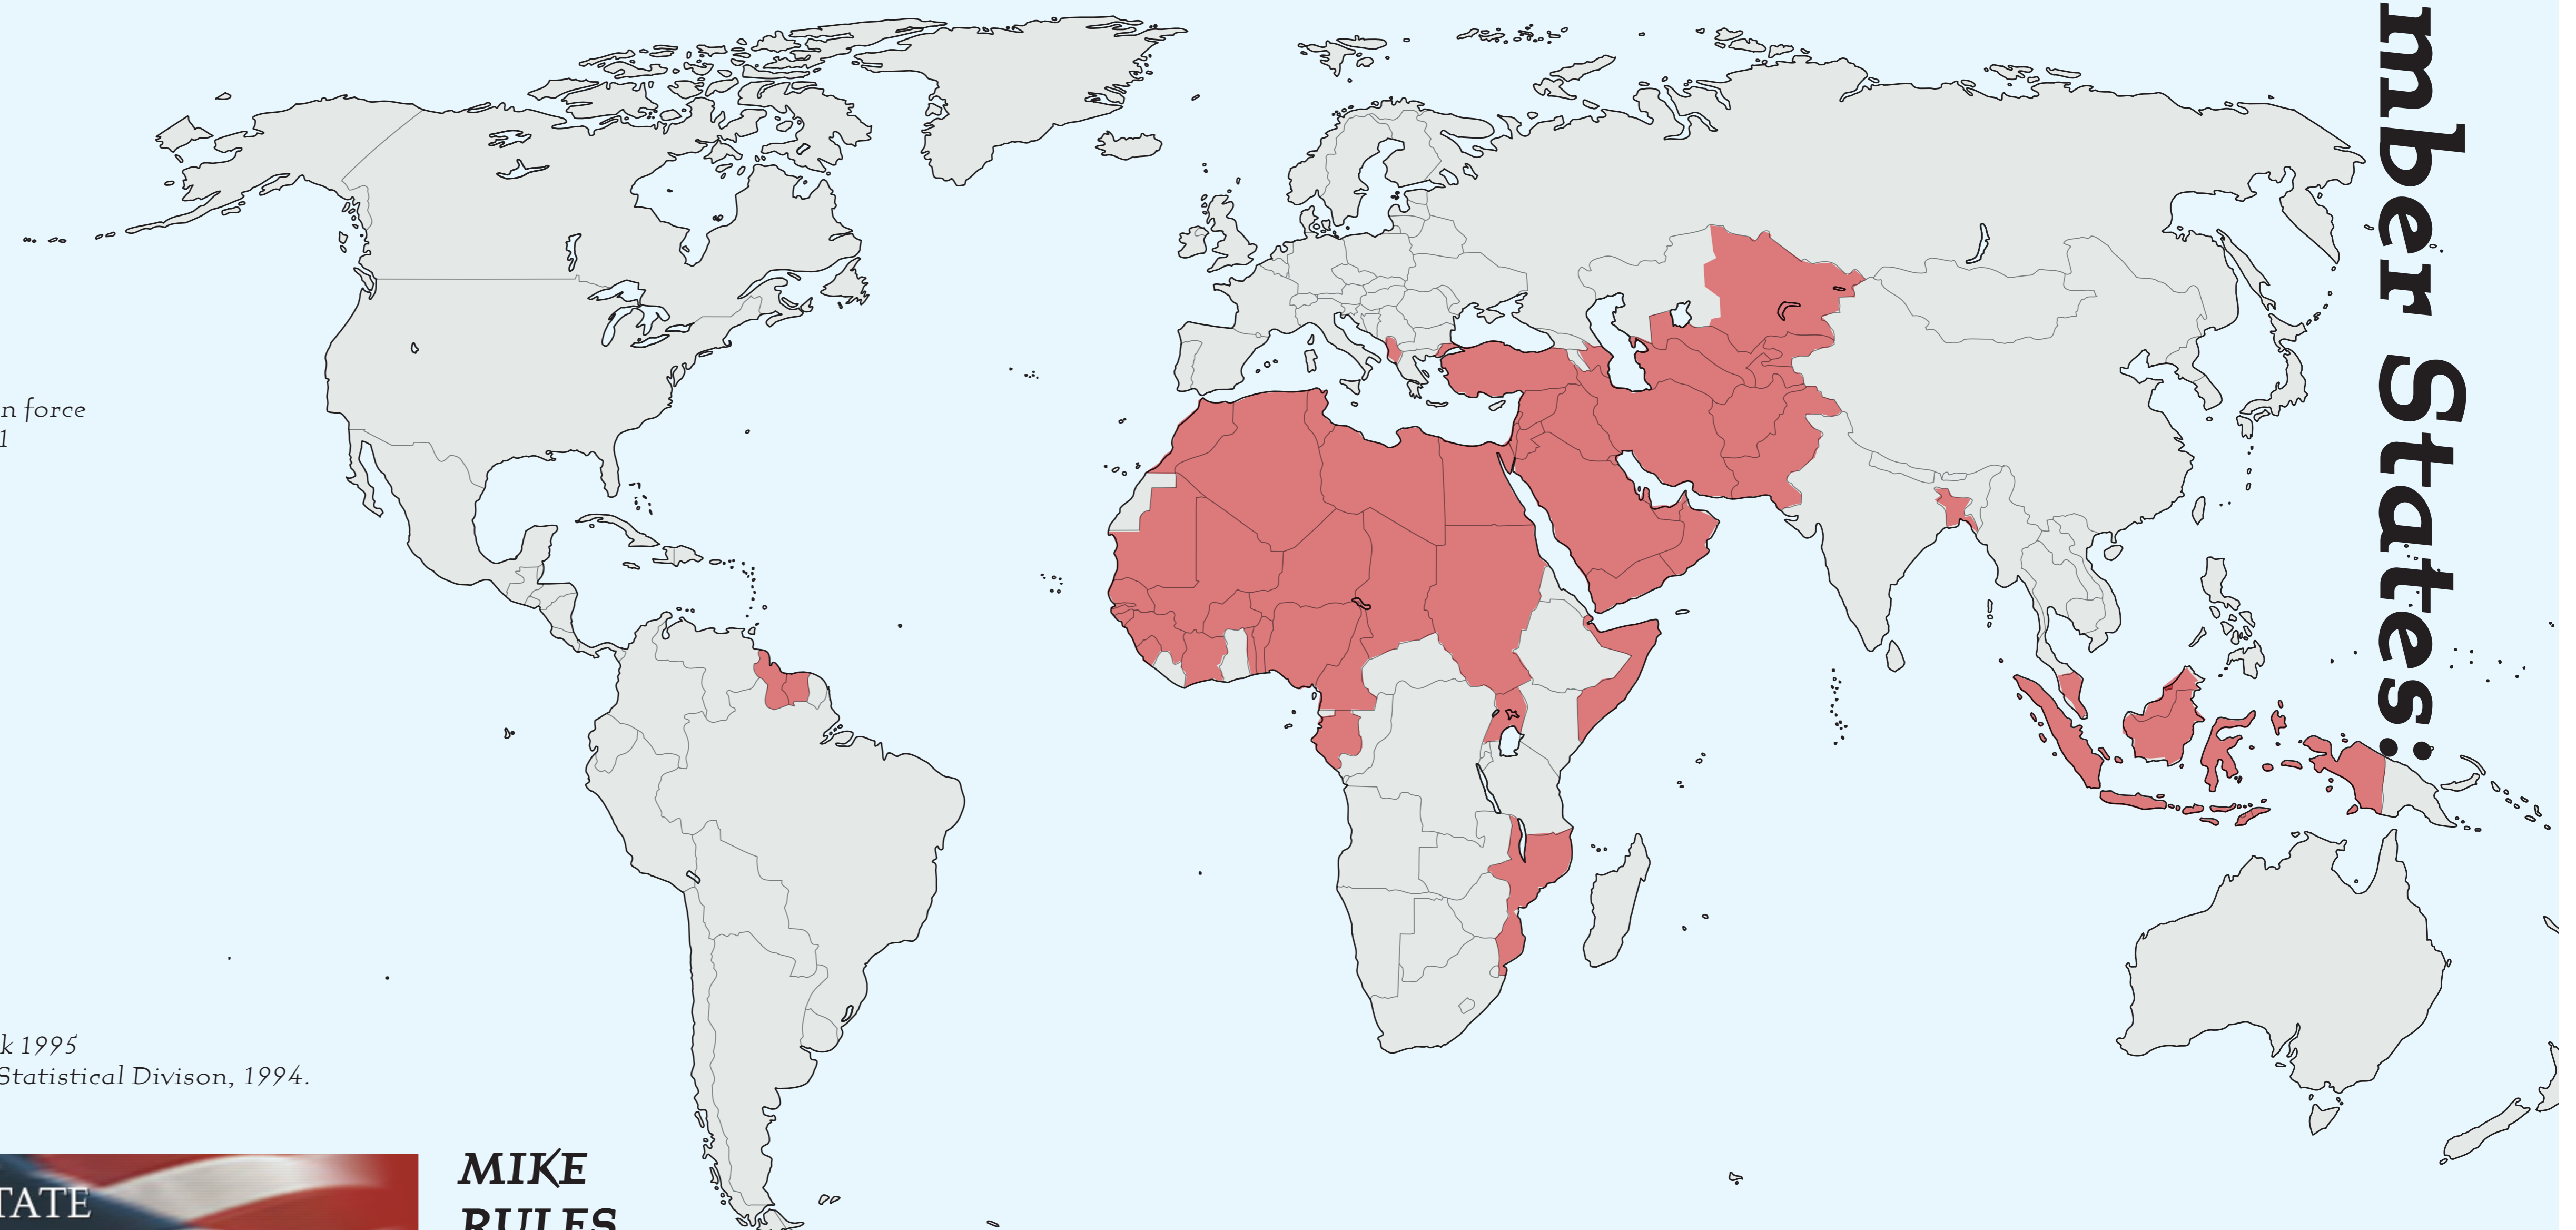 mber States:
n force
1
k 1995
Statistical Divison, 1994.
TATE
MIKE
RULES